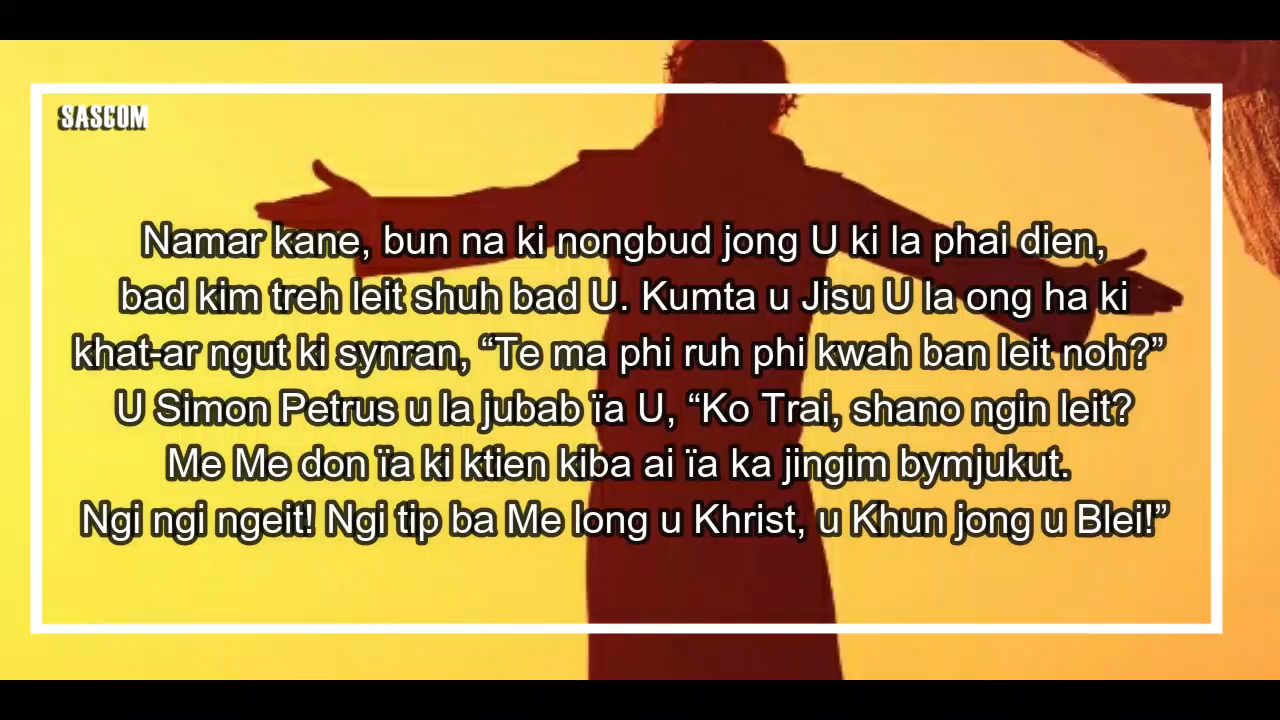 SASCOM
Namar kane, bun na ki nongbud jong U ki la phai dien,
bad kim treh leit shuh bad U. Kumta u Jisu U la ong ha ki
khat-ar ngut ki synran, “Te ma phi ruh phi kwah ban leit noh?”
U Simon Petrus u la jubab ïa U, “Ko Trai, shano ngin leit?
Me Me don ïa ki ktien kiba ai ïa ka jingim bymjukut.
Ngi ngi ngeit! Ngi tip ba Me long u Khrist, u Khun jong u Blei!”